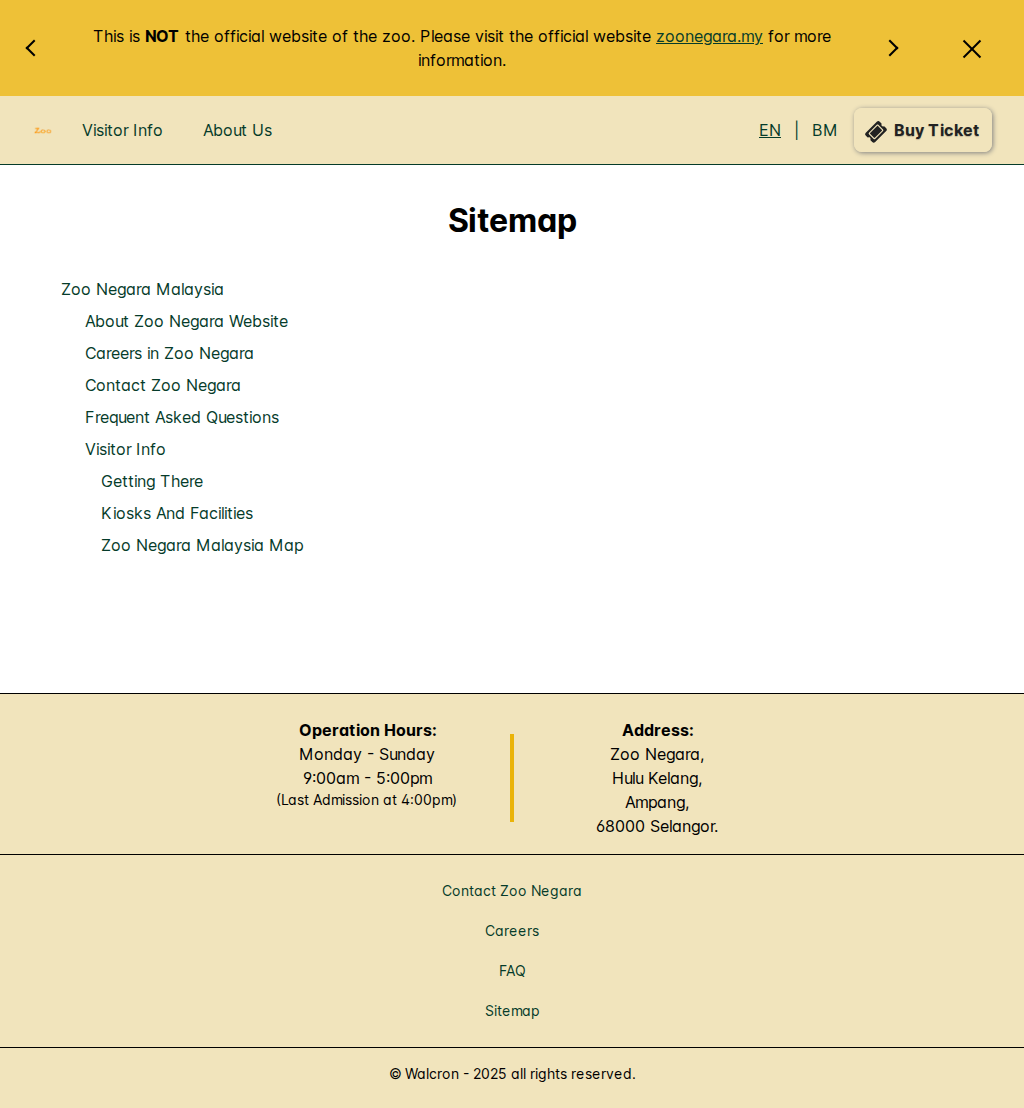 This is NOT the official website of the zoo. Please visit the official website zoonegara.my for more
information.
Zoo
Visitor Info
About Us
EN | BM
Buy Ticket
Sitemap
Zoo Negara Malaysia
About Zoo Negara Website
Careers in Zoo Negara
Contact Zoo Negara
Frequent Asked Questions
Visitor Info
Getting There
Kiosks And Facilities
Zoo Negara Malaysia Map
Operation Hours:
Monday - Sunday
9:00am - 5:00pm
(Last Admission at 4:00pm)
Address:
Zoo Negara,
Hulu Kelang,
Ampang,
68000 Selangor.
Contact Zoo Negara
Careers
FAQ
Sitemap
© Walcron - 2025 all rights reserved.